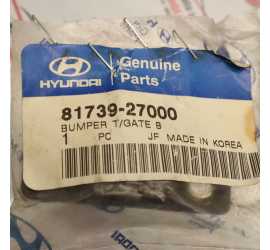 HYUNDAI
Genuine
Parts
81739-27000
BUMPER T/GATE B
1 PC JF MADE IN KOREA